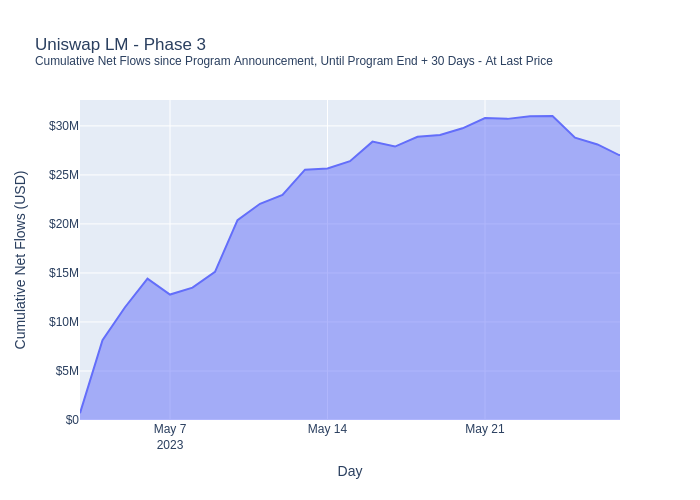 Uniswap LM - Phase 3
Cumulative Net Flows since Program Announcement, Until Program End + 30 Days - At Last Price
Cumulative Net Flows (USD)
$30M
$25M
$20M
$15M
$10M
$5M
$0
May 7
2023
May 14
May 21
Day